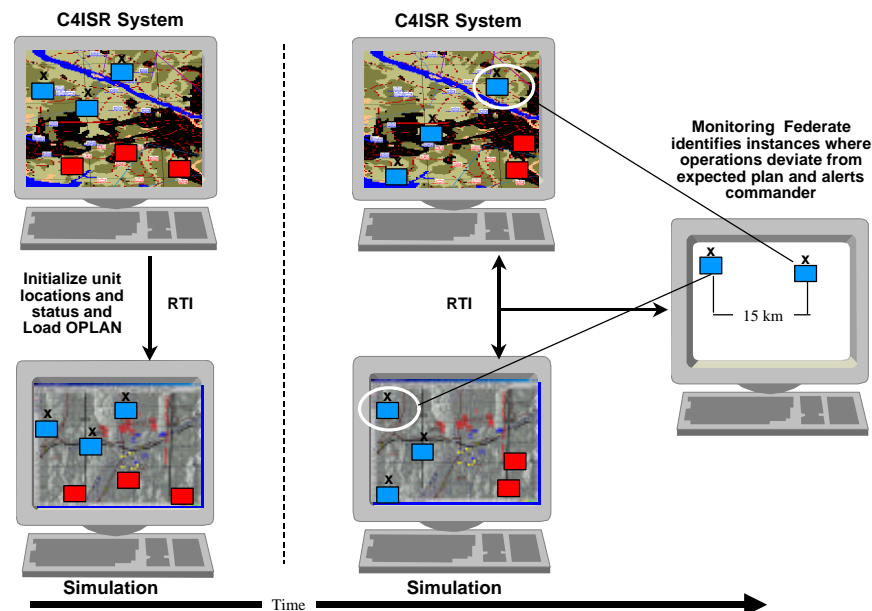 C4ISR System
C4ISR System
X
X
X
X
X
X
Monitoring Federate
identifies instances where
operations deviate from
expected plan and alerts
commander
Initialize unit
locations and
status and
Load OPLAN
RTI
RTI
X
X
15 km
X
X
X
X
X
X
Simulation
Simulation
Time